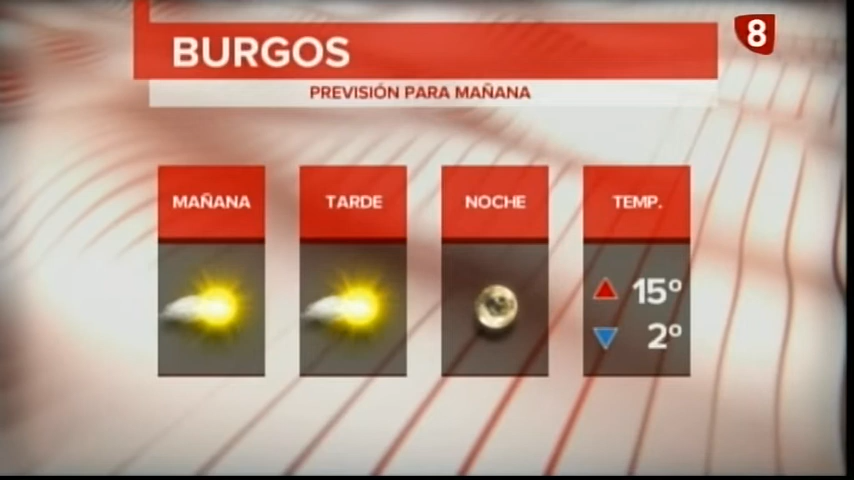 8
BURGOS
PREVISIÓN PARA MAÑANA
MAÑANA
TARDE
NOCHE
TEMP.
15º
2º